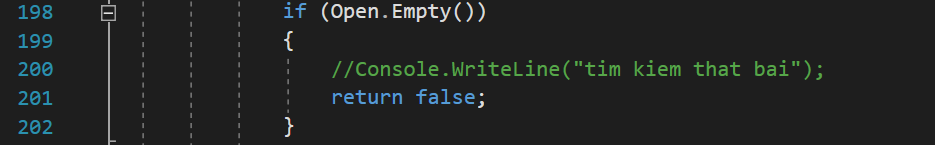 198 if (Open.Empty())
199 {
200 //Console.WriteLine("tim kiem that bai");
201 return false;
202 }